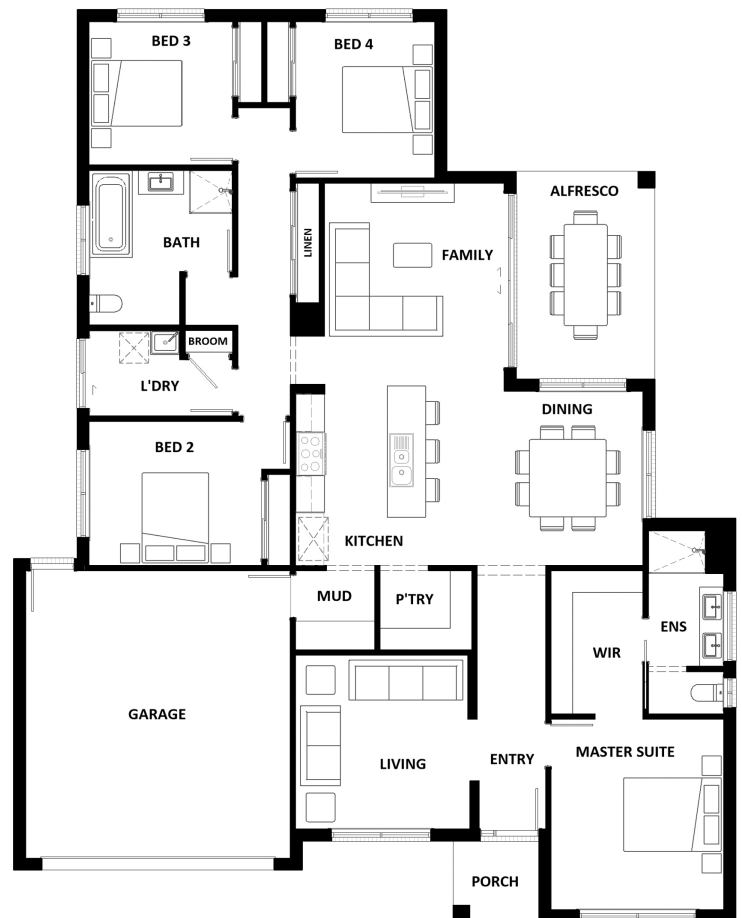 BED 3
BED 4
ALFRESCO
BATH
LINEN
FAMILY
BROOM
L'DRY
DINING
BED 2
KITCHEN
MUD
P'TRY
ENS
WIR
GARAGE
LIVING
ENTRY
MASTER SUITE
PORCH